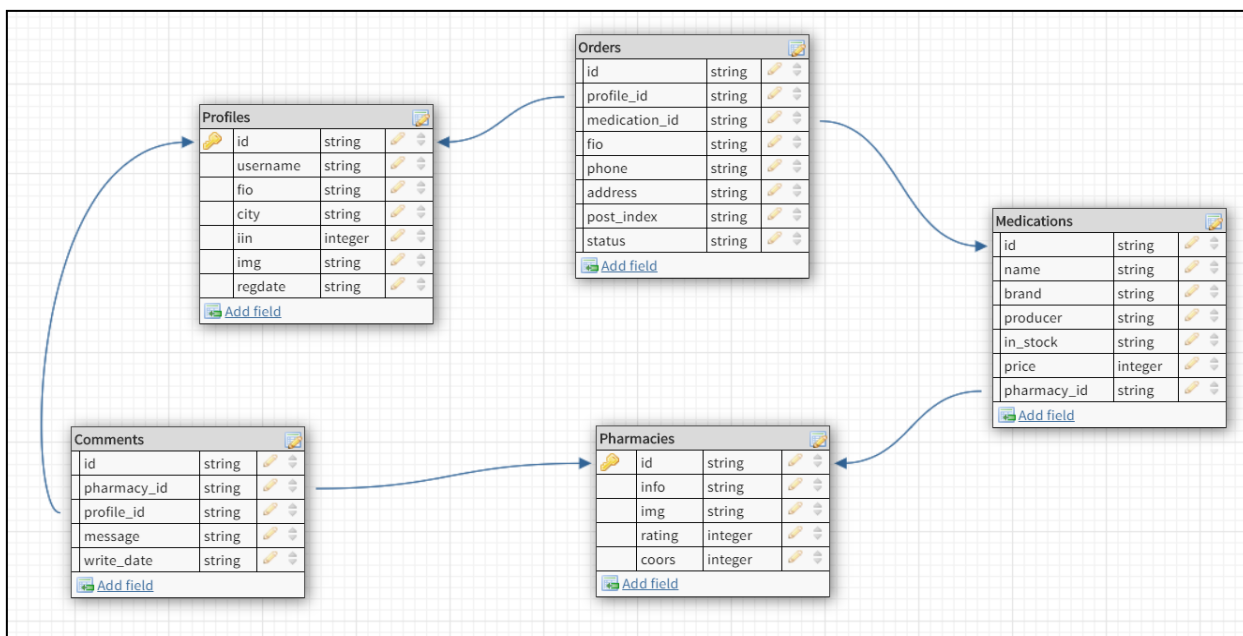 Orders
id string
profile_id string
medication_id string
fio string
phone string
address string
post_index string
status string
Add field
Profiles
id string
username string
fio string
city string
iin integer
img string
regdate string
Add field
Medications
id string
name string
brand string
producer string
in_stock string
price integer
pharmacy_id string
Add field
Comments
id string
pharmacy_id string
profile_id string
message string
write_date string
Add field
Pharmacies
id string
info string
img string
rating integer
coors integer
Add field